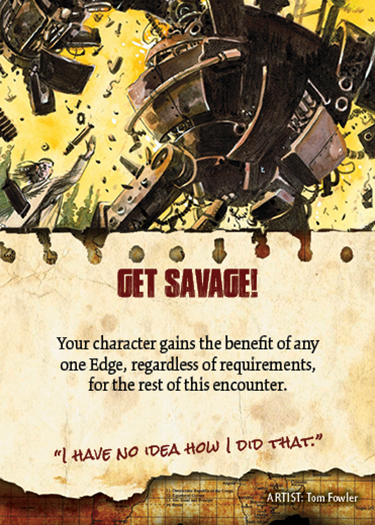 GET SAVAGE!
Your character gains the benefit of any
one Edge, regardless of requirements,
for the rest of this encounter.
"I HAVE NO IDEA HOW I DID THAT."
ARTIST: Tom Fowler